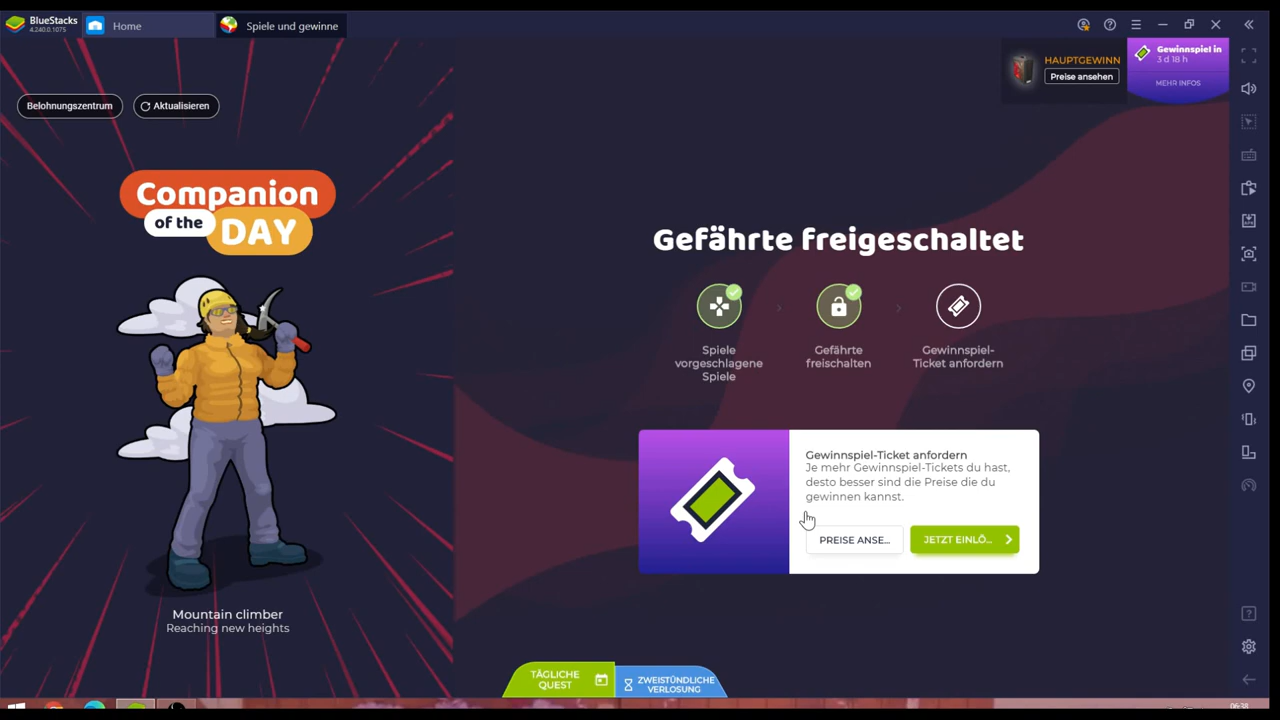 BlueStacks
4.240.0.1075
Home
Spiele und gewinne
HAUPTGEWINN
Preise ansehen
Gewinnspiel in
3 d 18 h
MEHR INFOS
Belohnungszentrum
Aktualisieren
Companion
of the
DAY
Mountain climber
Reaching new heights
Gefährte freigeschaltet
Spiele
vorgeschlagene
Spiele
Gefährte
freischalten
Gewinnspiel-
Ticket anfordern
Gewinnspiel-Ticket anfordern
Je mehr Gewinnspiel-Tickets du hast,
desto besser sind die Preise die du
gewinnen kannst.
PREISE ANSE...
JETZT EINLÖ...
TÄGLICHE
QUEST
ZWEISTÜNDLICHE
VERLOSUNG
06:38